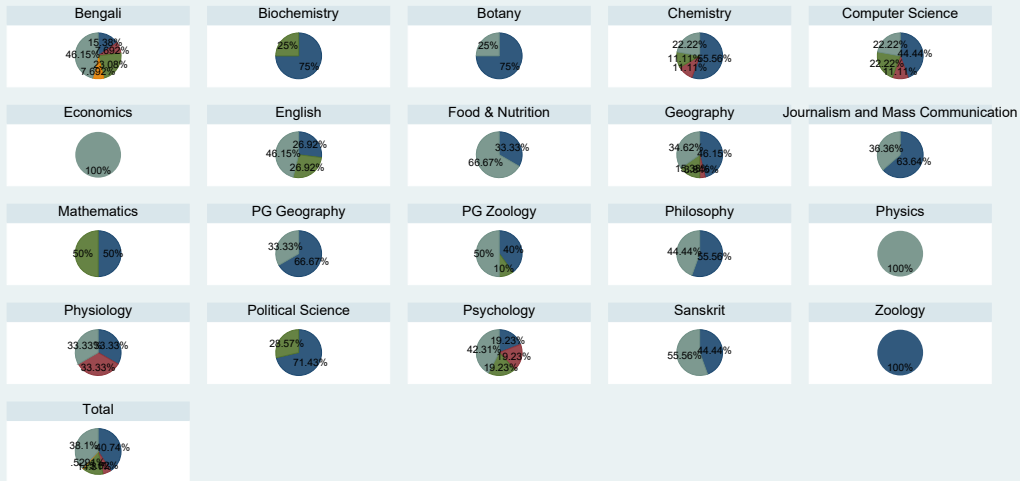 Bengali
15.38%
7.692%
46.15%
23.08%
7.692%
Biochemistry
25%
75%
Botany
25%
75%
Chemistry
22.22%
11.11%
55.56%
11.11%
Computer Science
22.22%
44.44%
22.22%
11.11%
Economics
100%
English
26.92%
46.15%
26.92%
Food & Nutrition
33.33%
66.67%
Geography
34.62%
46.15%
Journalism and Mass Communication
36.36%
63.64%
Mathematics
50%
50%
PG Geography
33.33%
66.67%
PG Zoology
50%
40%
10%
Philosophy
44.44%
55.56%
Physics
100%
Physiology
33.33%
33.33%
33.33%
Political Science
28.57%
71.43%
Psychology
19.23%
42.31%
19.23%
19.23%
Sanskrit
44.44%
55.56%
Zoology
100%
Total
38.1%
40.74%